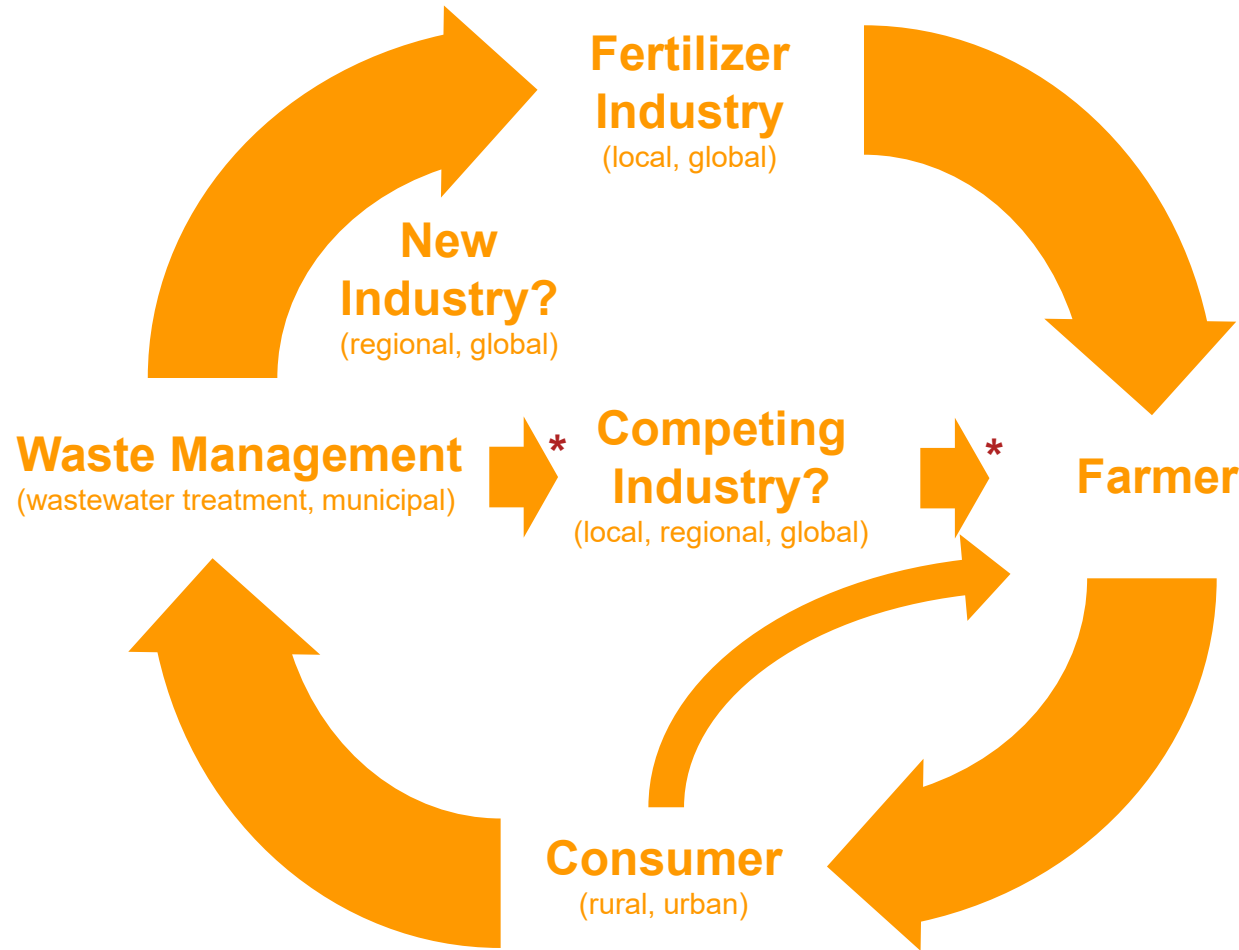 Fertilizer
Industry
(local, global)
New
Industry?
(regional, global)
Waste Management
(wastewater treatment, municipal)
*
Competing
Industry?
(local, regional, global)
*
Farmer
Consumer
(rural, urban)